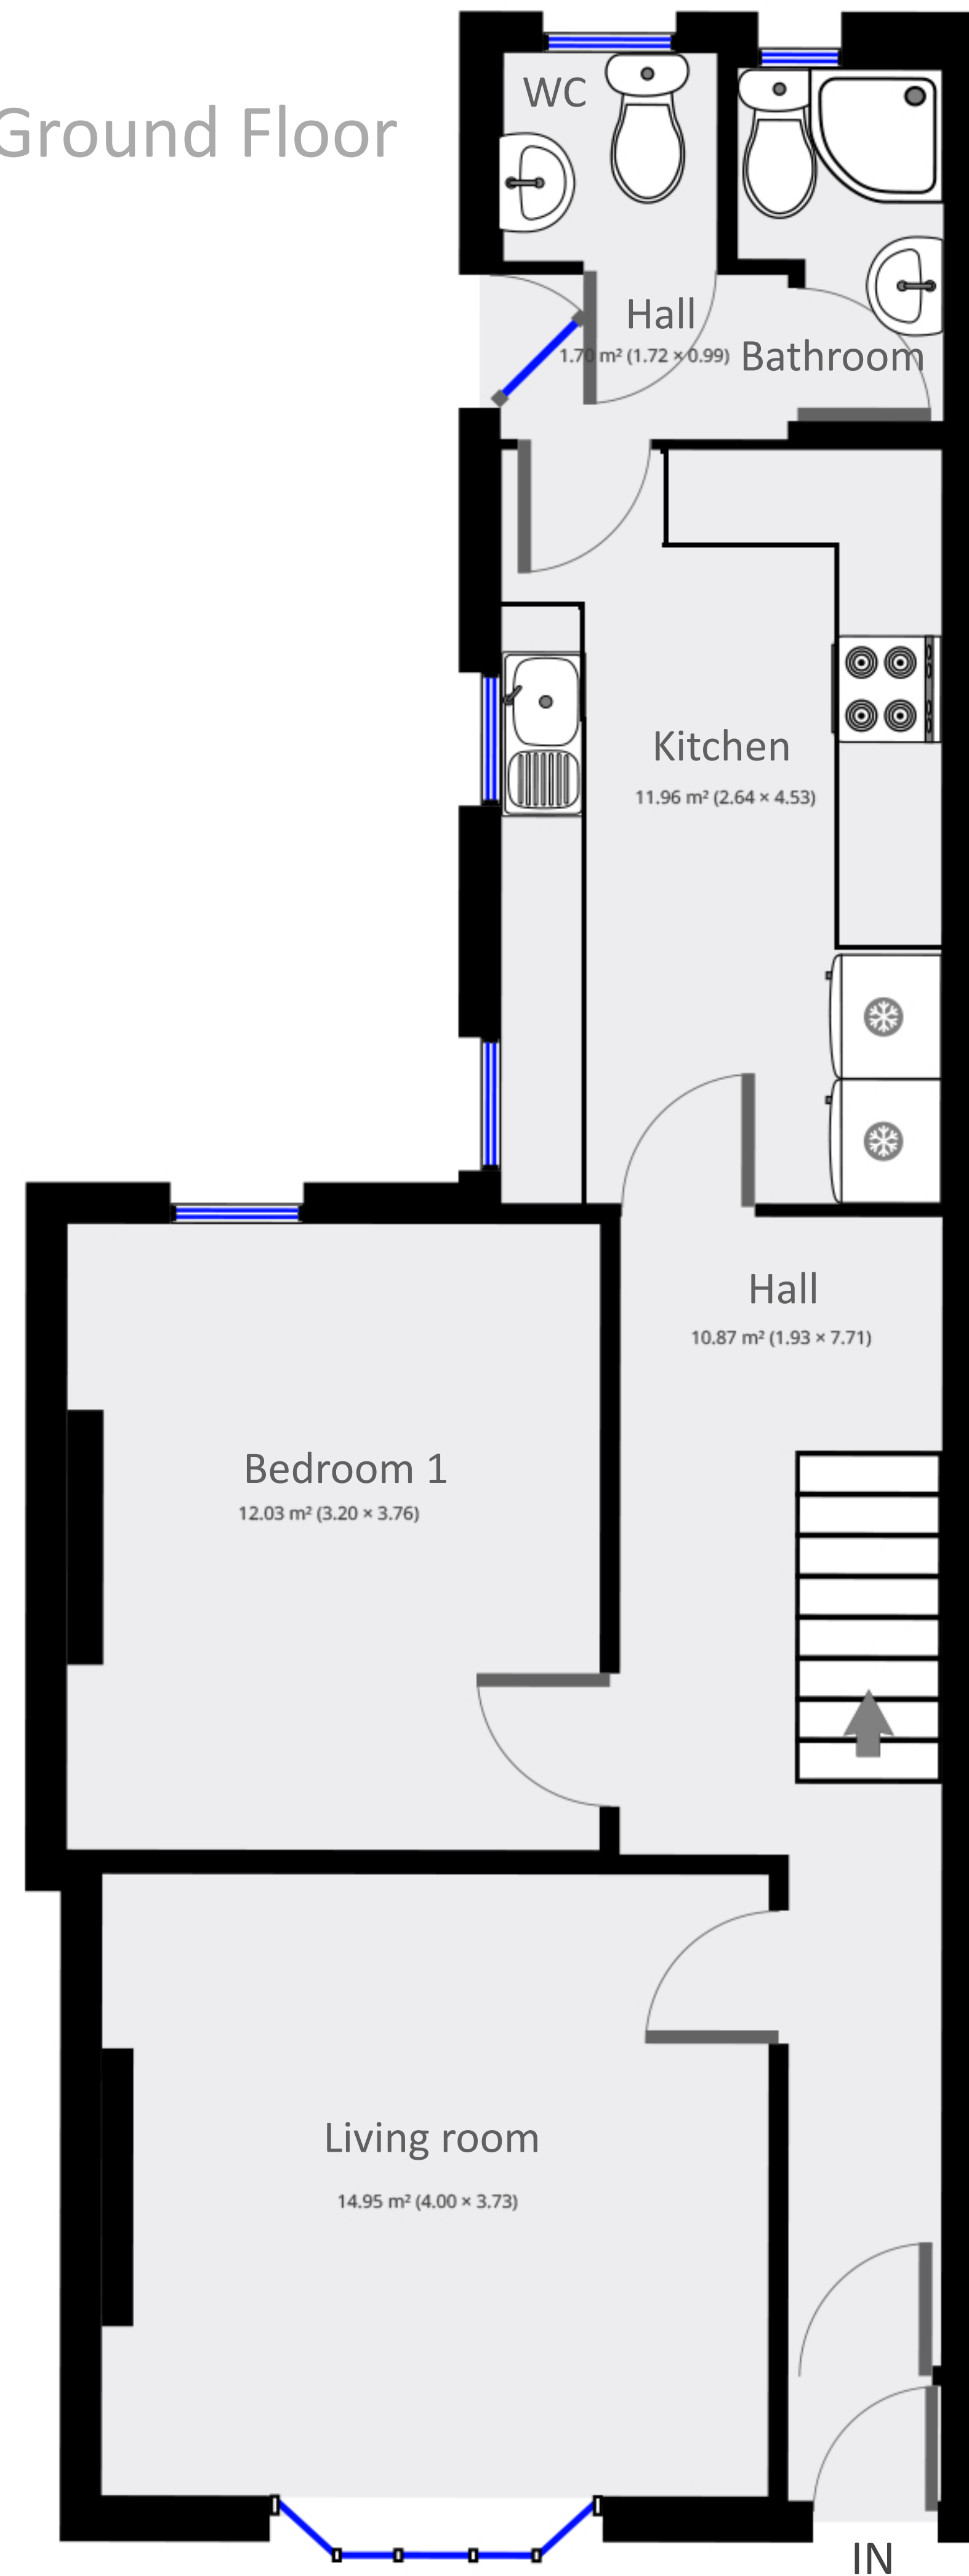 Ground Floor
WC
Hall
1.70 m² (1.72 × 0.99)
Bathroom
Kitchen
11.96 m² (2.64 × 4.53)
Hall
10.87 m² (1.93 × 7.71)
Bedroom 1
12.03 m² (3.20 × 3.76)
Living room
14.95 m² (4.00 × 3.73)
IN